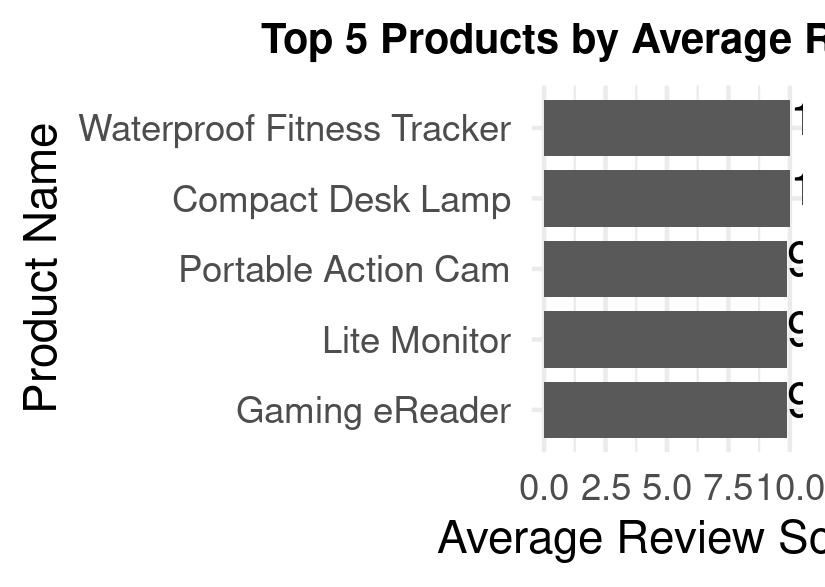 Top 5 Products by Average
Waterproof Fitness Tracker
Compact Desk Lamp
Portable Action Cam
Lite Monitor
Gaming eReader
Product Name
0.0 2.5 5.0 7.5 10.0
Average Review